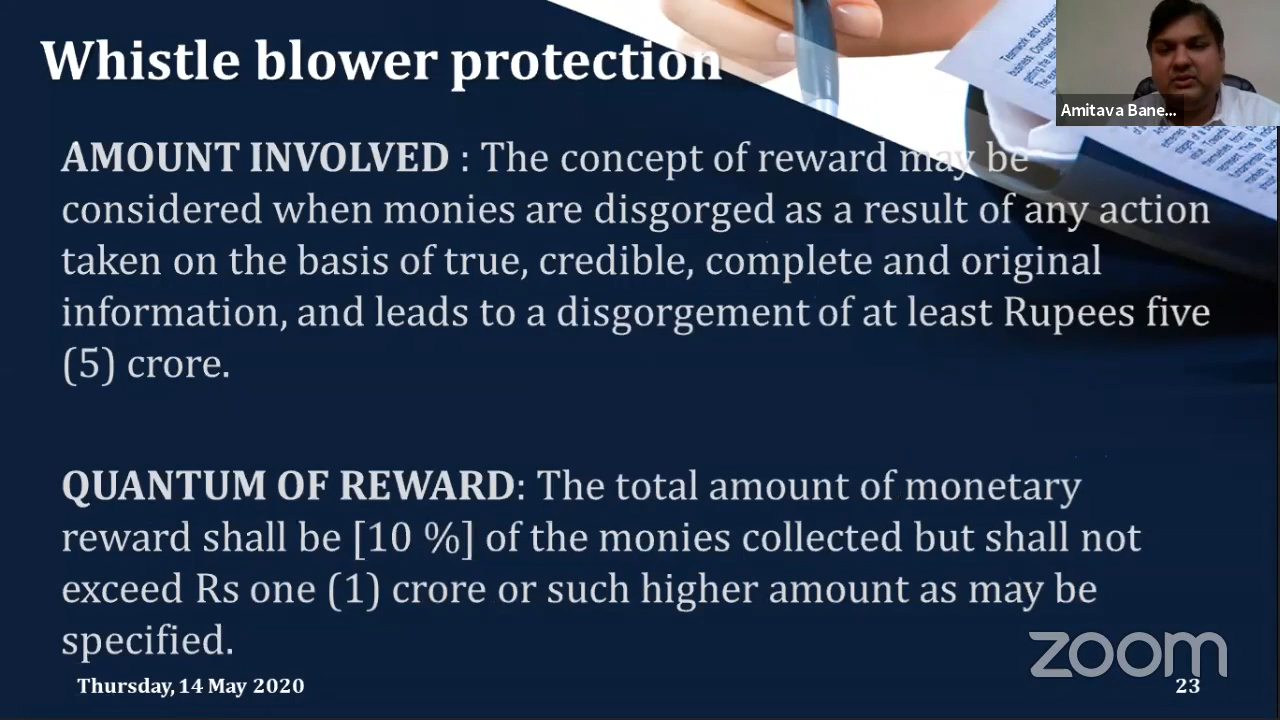 Whistle blower protection
Amitava Bane...
AMOUNT INVOLVED : The concept of reward may be
considered when monies are disgorged as a result of any action
taken on the basis of true, credible, complete and original
information, and leads to a disgorgement of at least Rupees five
(5) crore.
QUANTUM OF REWARD: The total amount of monetary
reward shall be [10 %] of the monies collected but shall not
exceed Rs one (1) crore or such higher amount as may be
specified.
zoom
Thursday, 14 May 2020
23